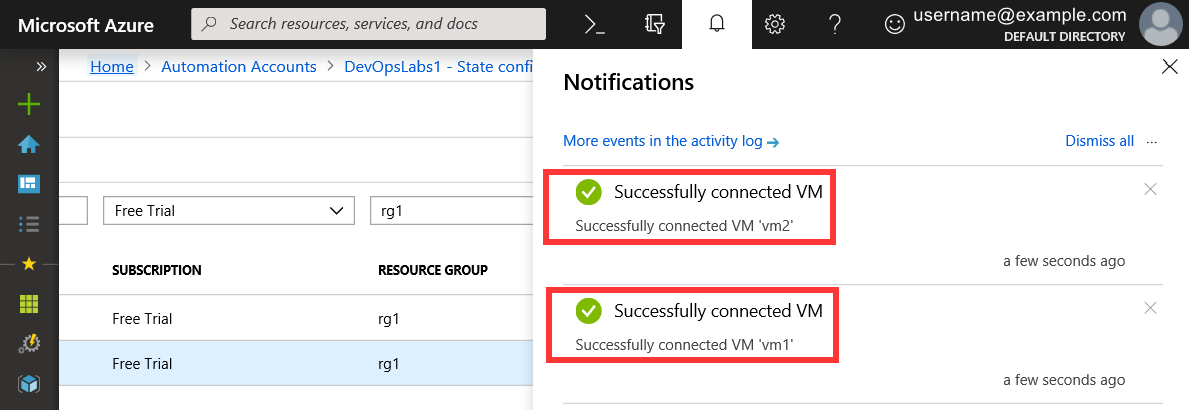 Microsoft Azure
Search resources, services, and docs
username@example.com
DEFAULT DIRECTORY
Home > Automation Accounts > DevOpsLabs1 - State confi
Free Trial
rg1
SUBSCRIPTION
RESOURCE GROUP
Free Trial
rg1
Free Trial
rg1
Notifications
More events in the activity log
Dismiss all
Successfully connected VM
Successfully connected VM 'vm2'
a few seconds ago
Successfully connected VM
Successfully connected VM 'vm1'
a few seconds ago